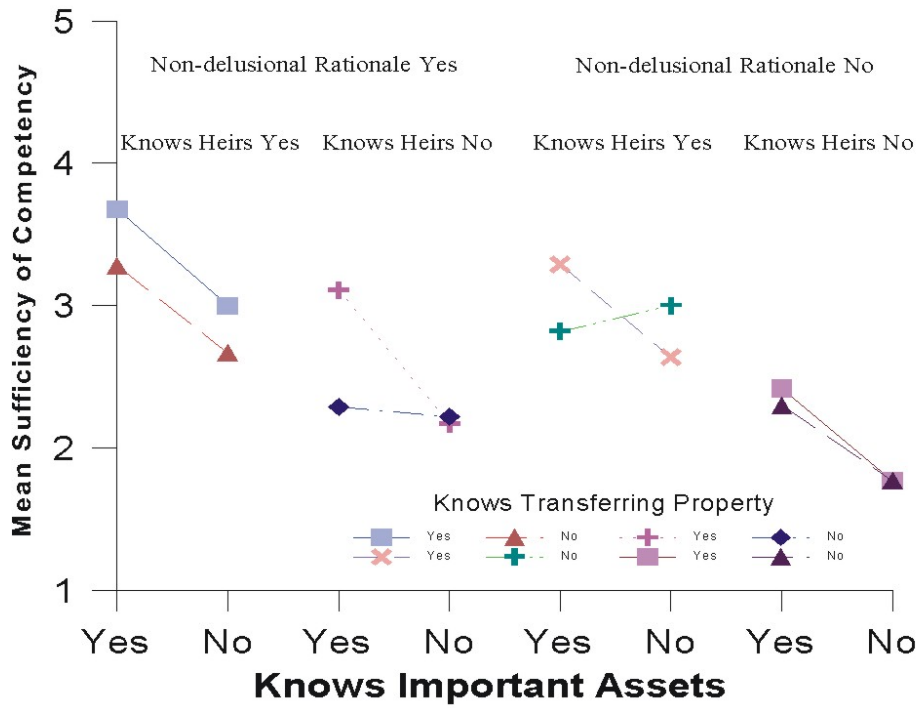 5
Non-delusional Rationale Yes Non-delusional Rationale No
Knows Heirs Yes Knows Heirs No Knows Heirs Yes Knows Heirs No
4
3
2
1
Mean Sufficiency of Competency
Knows Transferring Property
Yes No Yes No
Yes No Yes No
Yes No Yes No Yes No Yes No
Knows Important Assets